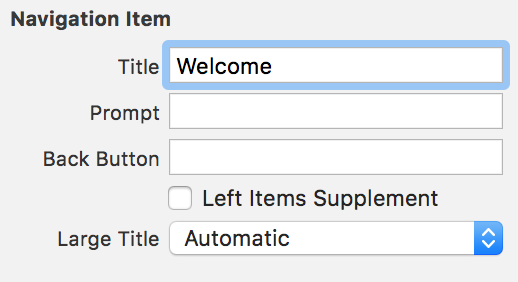 Navigation Item
Title Welcome
Prompt
Back Button
Left Items Supplement
Large Title Automatic